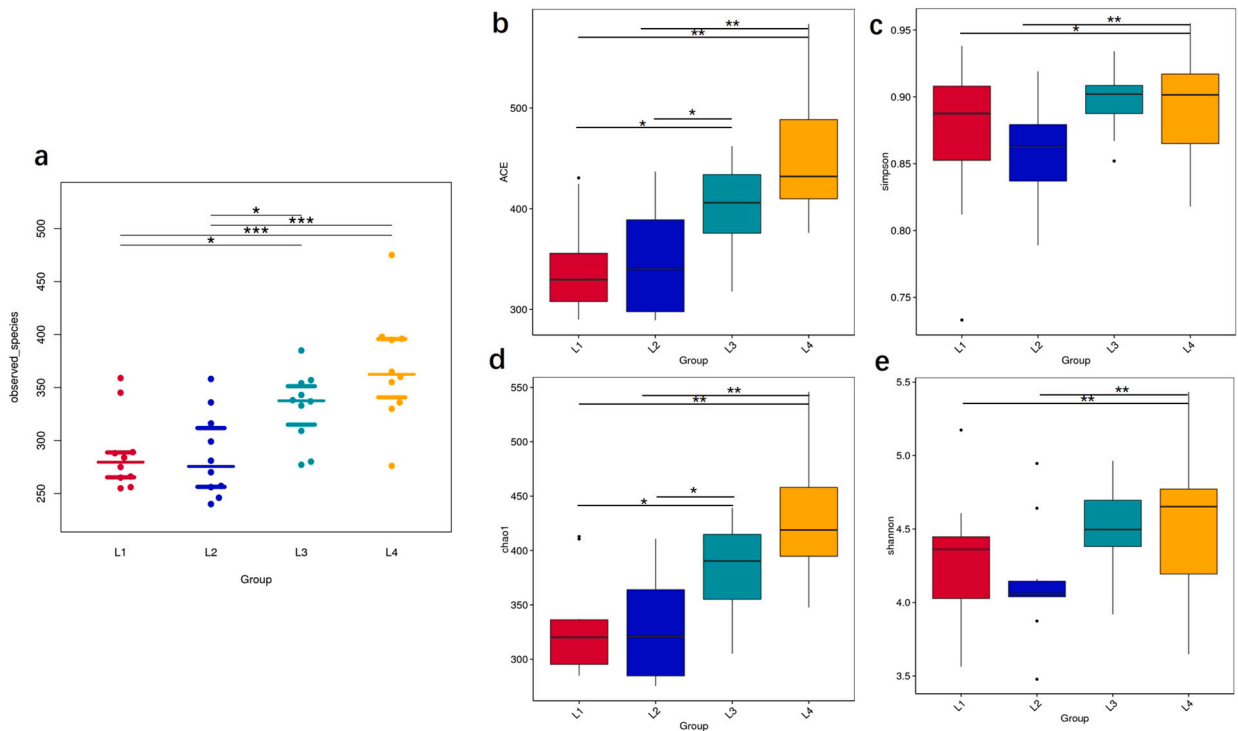 a
***
***
*
*
observed_species
500
450
400
350
300
250
L1
L2
L3
L4
Group
b
**
**
*
*
ACE
500
400
300
L1
L2
L3
L4
Group
c
**
*
simpson
0.95
0.90
0.85
0.80
0.75
L1
L2
L3
L4
Group
d
**
**
*
*
chao1
550
500
450
400
350
300
L1
L2
L3
L4
Group
e
**
**
shannon
5.5
5.0
4.5
4.0
3.5
L1
L2
L3
L4
Group